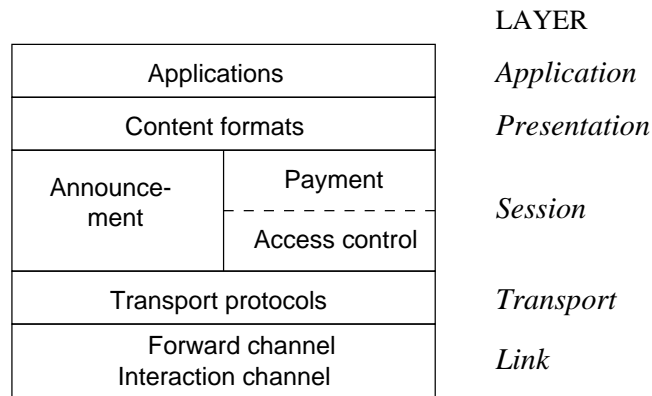 LAYER
Applications
Application
Content formats
Presentation
Announce-
ment
Payment
Access control
Session
Transport protocols
Transport
Forward channel
Interaction channel
Link